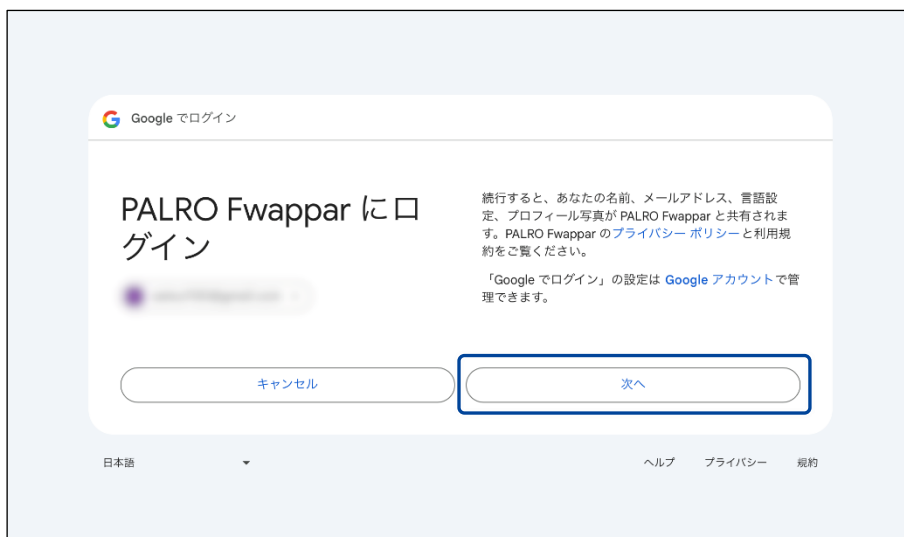 Google でログイン
PALRO Fwappar にロ
グイン
続行すると、あなたの名前、メールアドレス、言語設
定、プロフィール写真が PALRO Fwappar と共有されま
す。PALRO Fwappar のプライバシー ポリシーと利用規
約をご覧ください。
「Google でログイン」の設定は Google アカウントで管
理できます。
キャンセル
次へ
日本語
ヘルプ プライバシー 規約